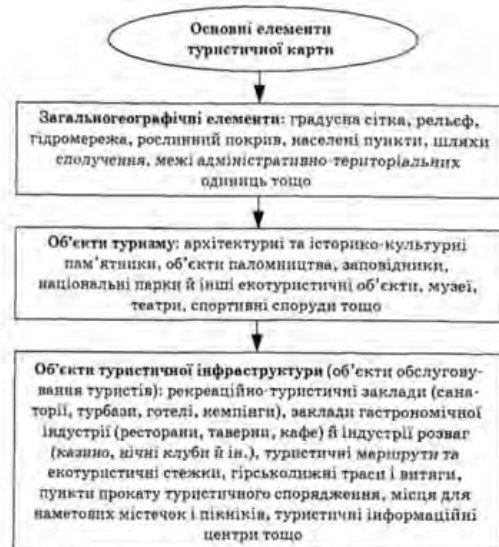 Основні елементи
туристичної карти
Загальногеографічні елементи: градусна сітка, рельєф,
гідромережа, рослинний покрив, населені пункти, шляхи
сполучення, межі адміністративно-територіальних
одиниць тощо
Об'єкти туризму: архітектурні та історико-культурні
пам'ятники, об'єкти паломництва, заповідники,
національні парки й інші екотуристичні об'єкти, музеї,
театри, спортивні споруди тощо
Об'єкти туристичної інфраструктури (об'єкти обслугову-
вування туристів): рекреаційно-туристичні заклади (сана-
торії, турбази, готелі, кемпінги), заклади гастрономічної
індустрії (ресторани, таверни, кафе) й індустрії розваг
(казино, нічні клуби й ін.), туристичні маршрути та
екотуристичні стежки, гірськолижні траси і витяги,
пункти прокату туристичного спорядження, місця для
наметових містечок і пікніків, туристичні інформаційні
центри тощо